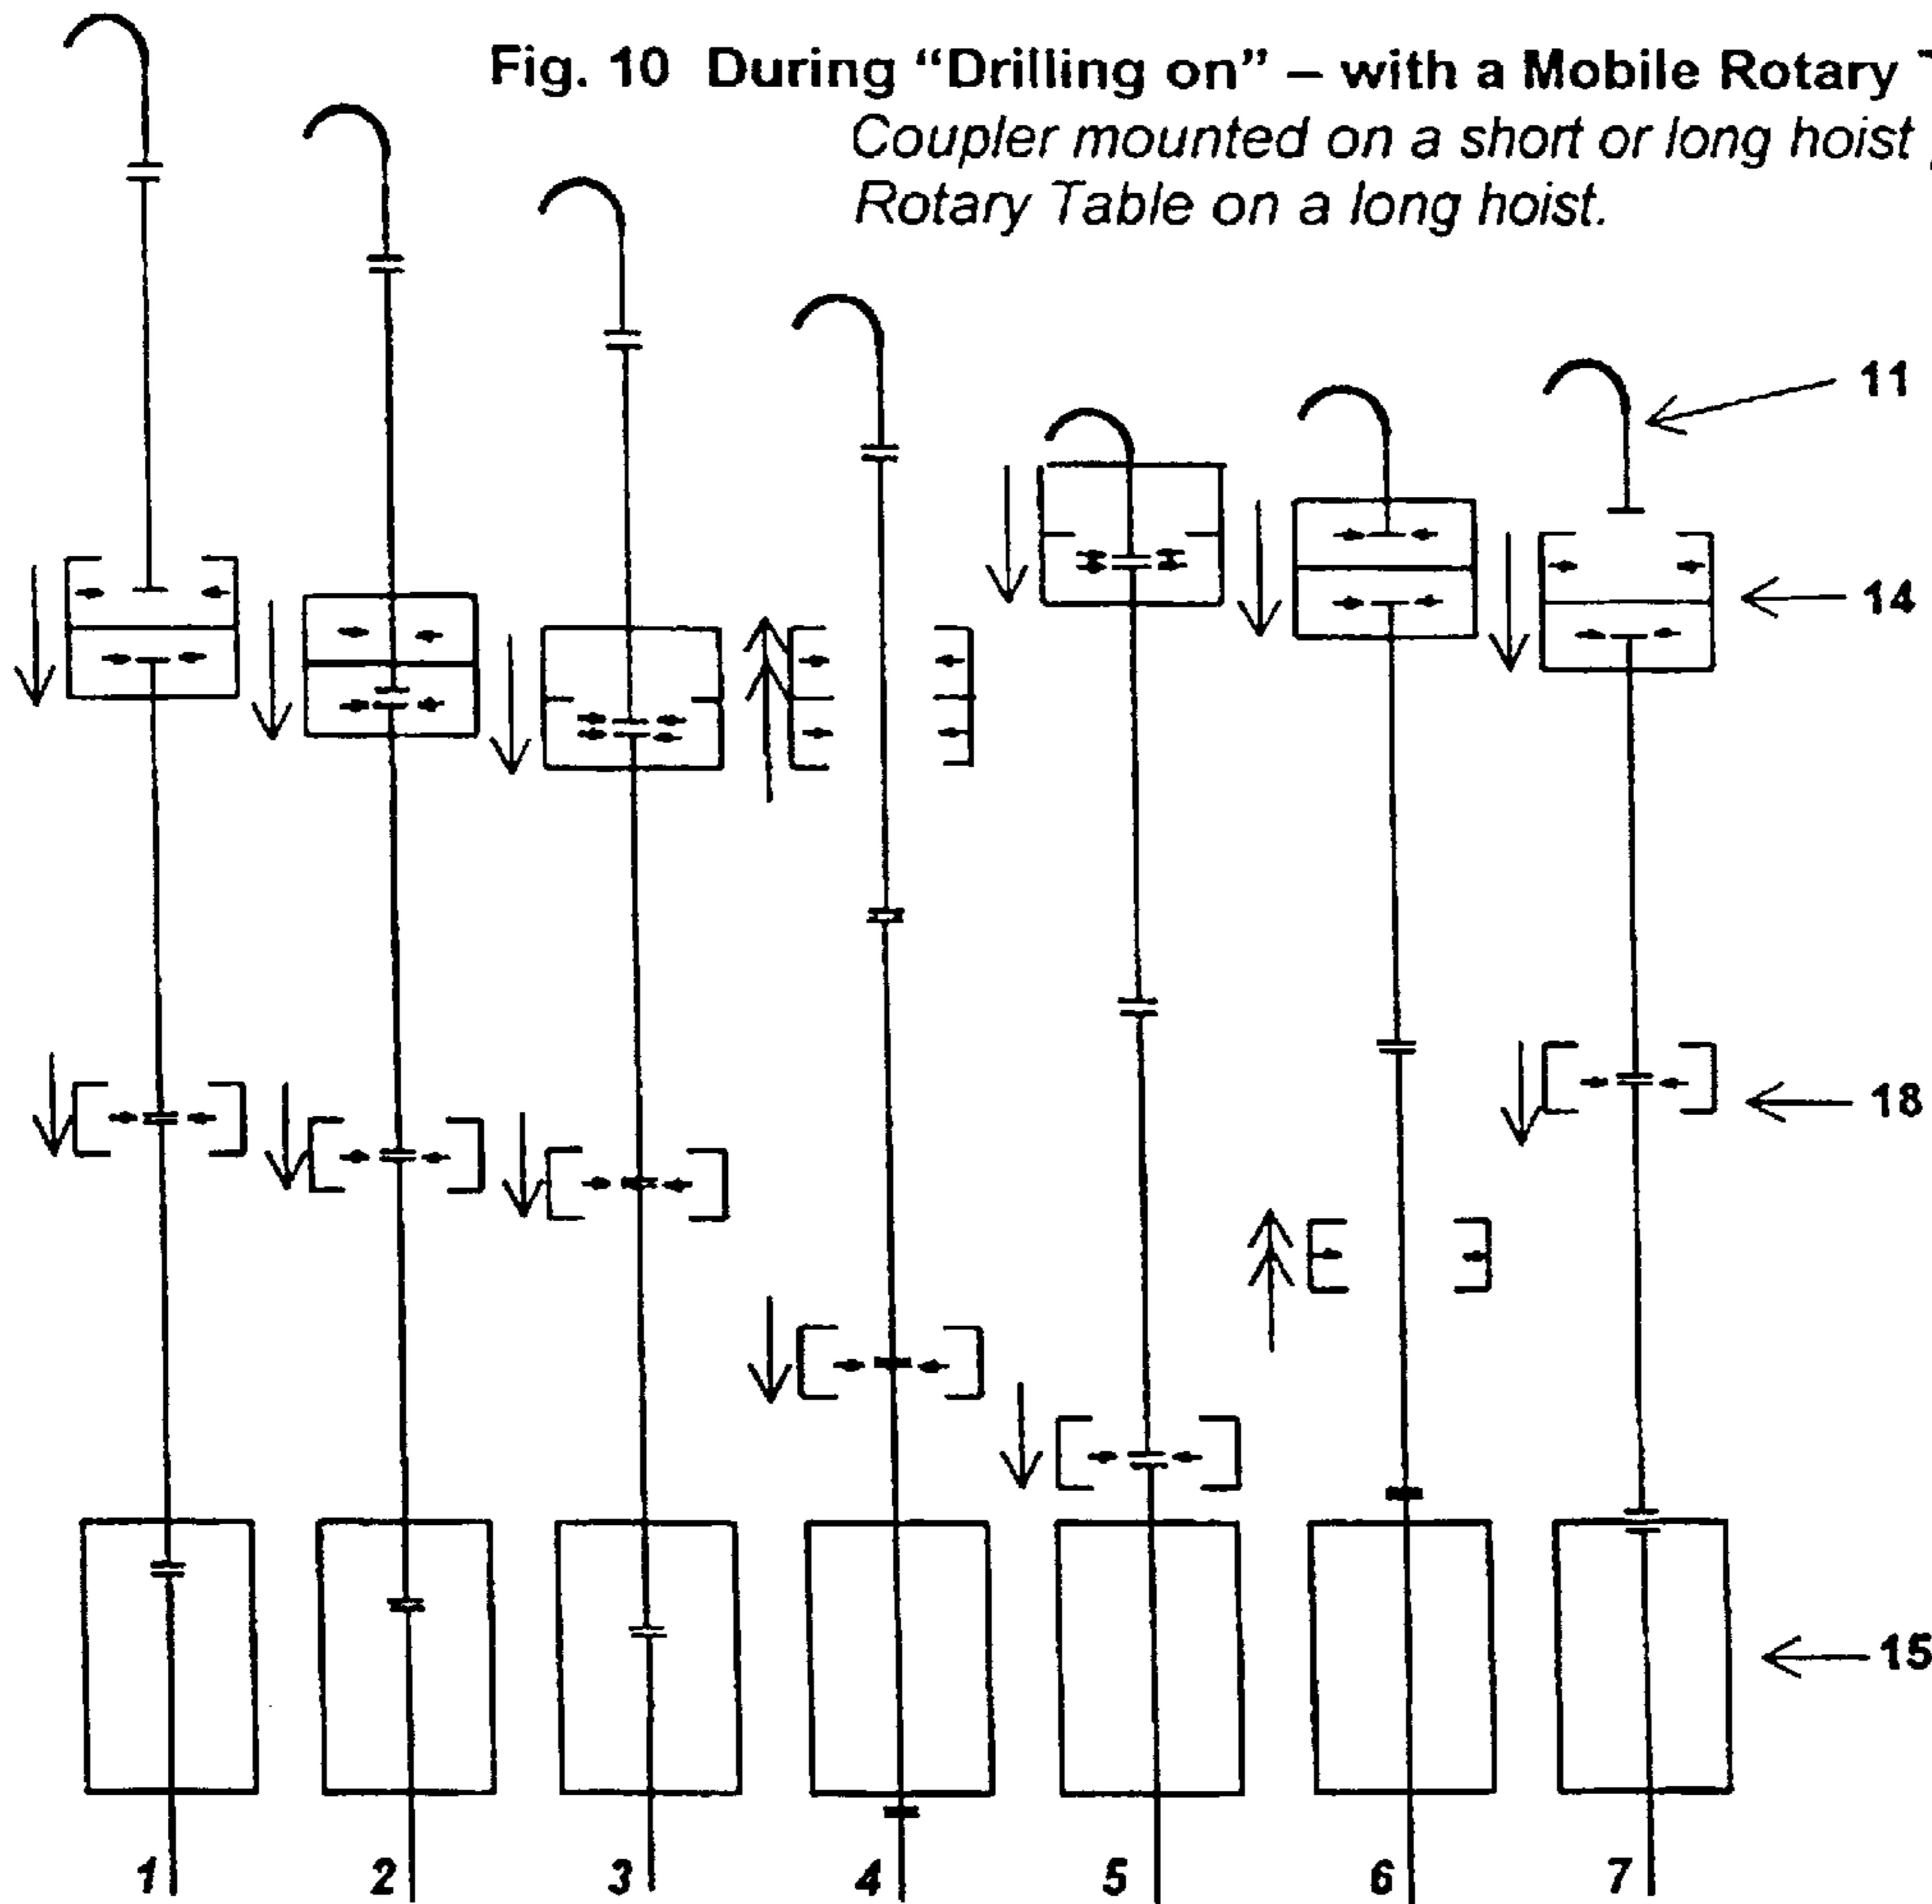 Fig. 10 During “Drilling on” – with a Mobile Rotary
Coupler mounted on a short or long hoist
Rotary Table on a long hoist.
11
14
18
15
1 2 3 4 5 6 7